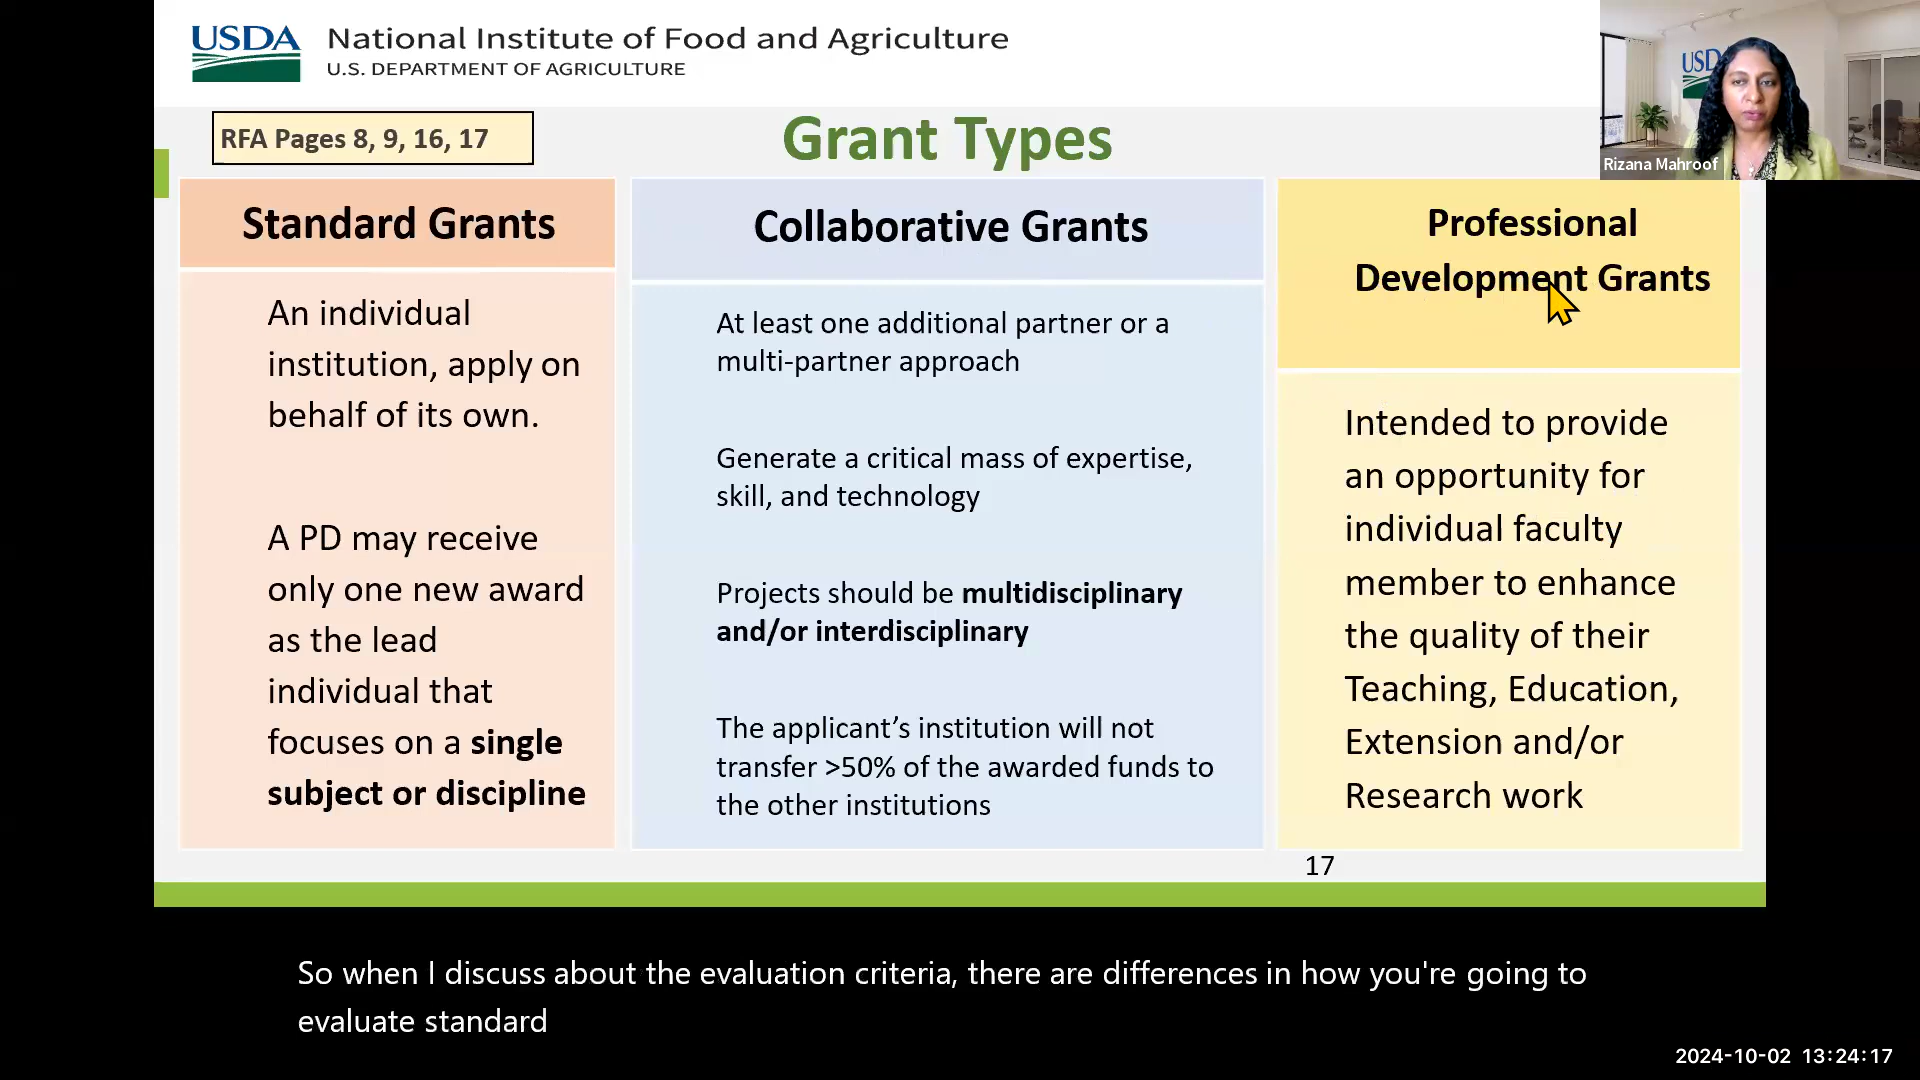 USDA
National Institute of Food and Agriculture
U.S. DEPARTMENT OF AGRICULTURE
USD
Rizana Mahroof
RFA Pages 8, 9, 16, 17
Grant Types
Standard Grants
An individual
institution, apply on
behalf of its own.
A PD may receive
only one new award
as the lead
individual that
focuses on a single
subject or discipline
Collaborative Grants
At least one additional partner or a
multi-partner approach
Generate a critical mass of expertise,
skill, and technology
Projects should be multidisciplinary
and/or interdisciplinary
The applicant’s institution will not
transfer >50% of the awarded funds to
the other institutions
Professional
Development Grants
Intended to provide
an opportunity for
individual faculty
member to enhance
the quality of their
Teaching, Education,
Extension and/or
Research work
17
So when I discuss about the evaluation criteria, there are differences in how you're going to
evaluate standard
2024-10-02 13:24:17